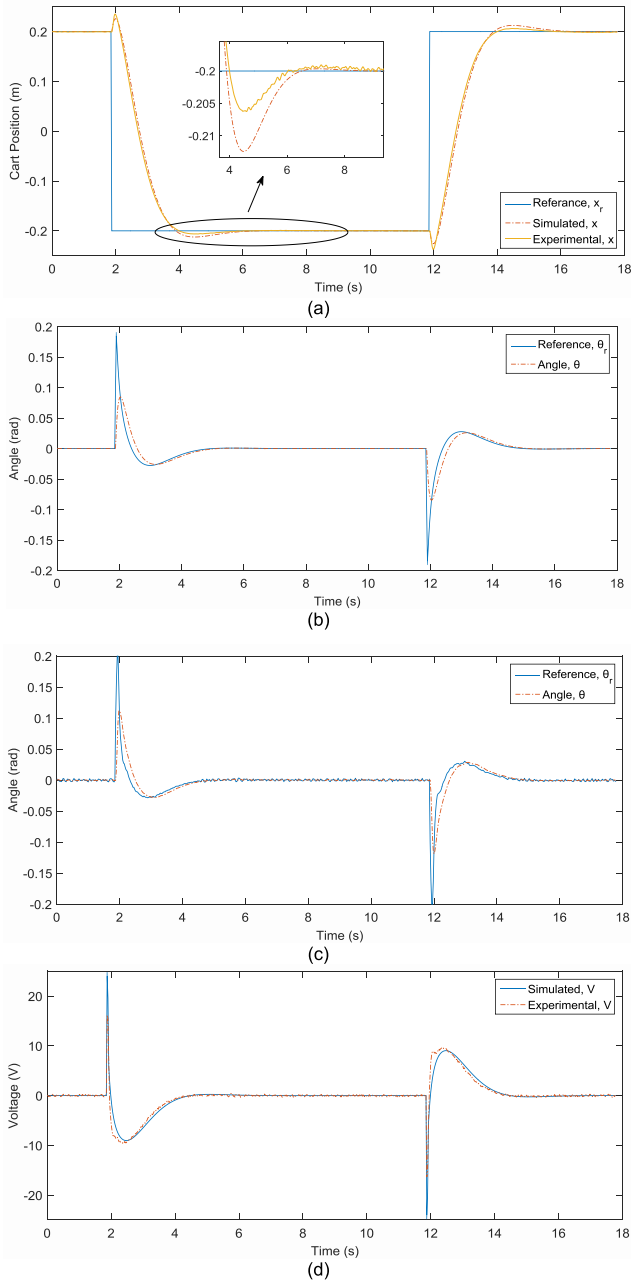 0.2
0.1
0
-0.1
-0.2
Cart Position (m)
-0.2
-0.205
-0.21
4 6 8
Referance, x_r
Simulated, x
Experimental, x
0 2 4 6 8 10 12 14 16 18
Time (s)
(a)
0.2
0.15
0.1
0.05
0
-0.05
-0.1
-0.15
-0.2
Angle (rad)
Reference, θ_r
Angle, θ
0 2 4 6 8 10 12 14 16 18
Time (s)
(b)
0.2
0.15
0.1
0.05
0
-0.05
-0.1
-0.15
-0.2
Angle (rad)
Reference, θ_r
Angle, θ
0 2 4 6 8 10 12 14 16 18
Time (s)
(c)
20
10
0
-10
-20
Voltage (V)
Simulated, V
Experimental, V
0 2 4 6 8 10 12 14 16 18
Time (s)
(d)